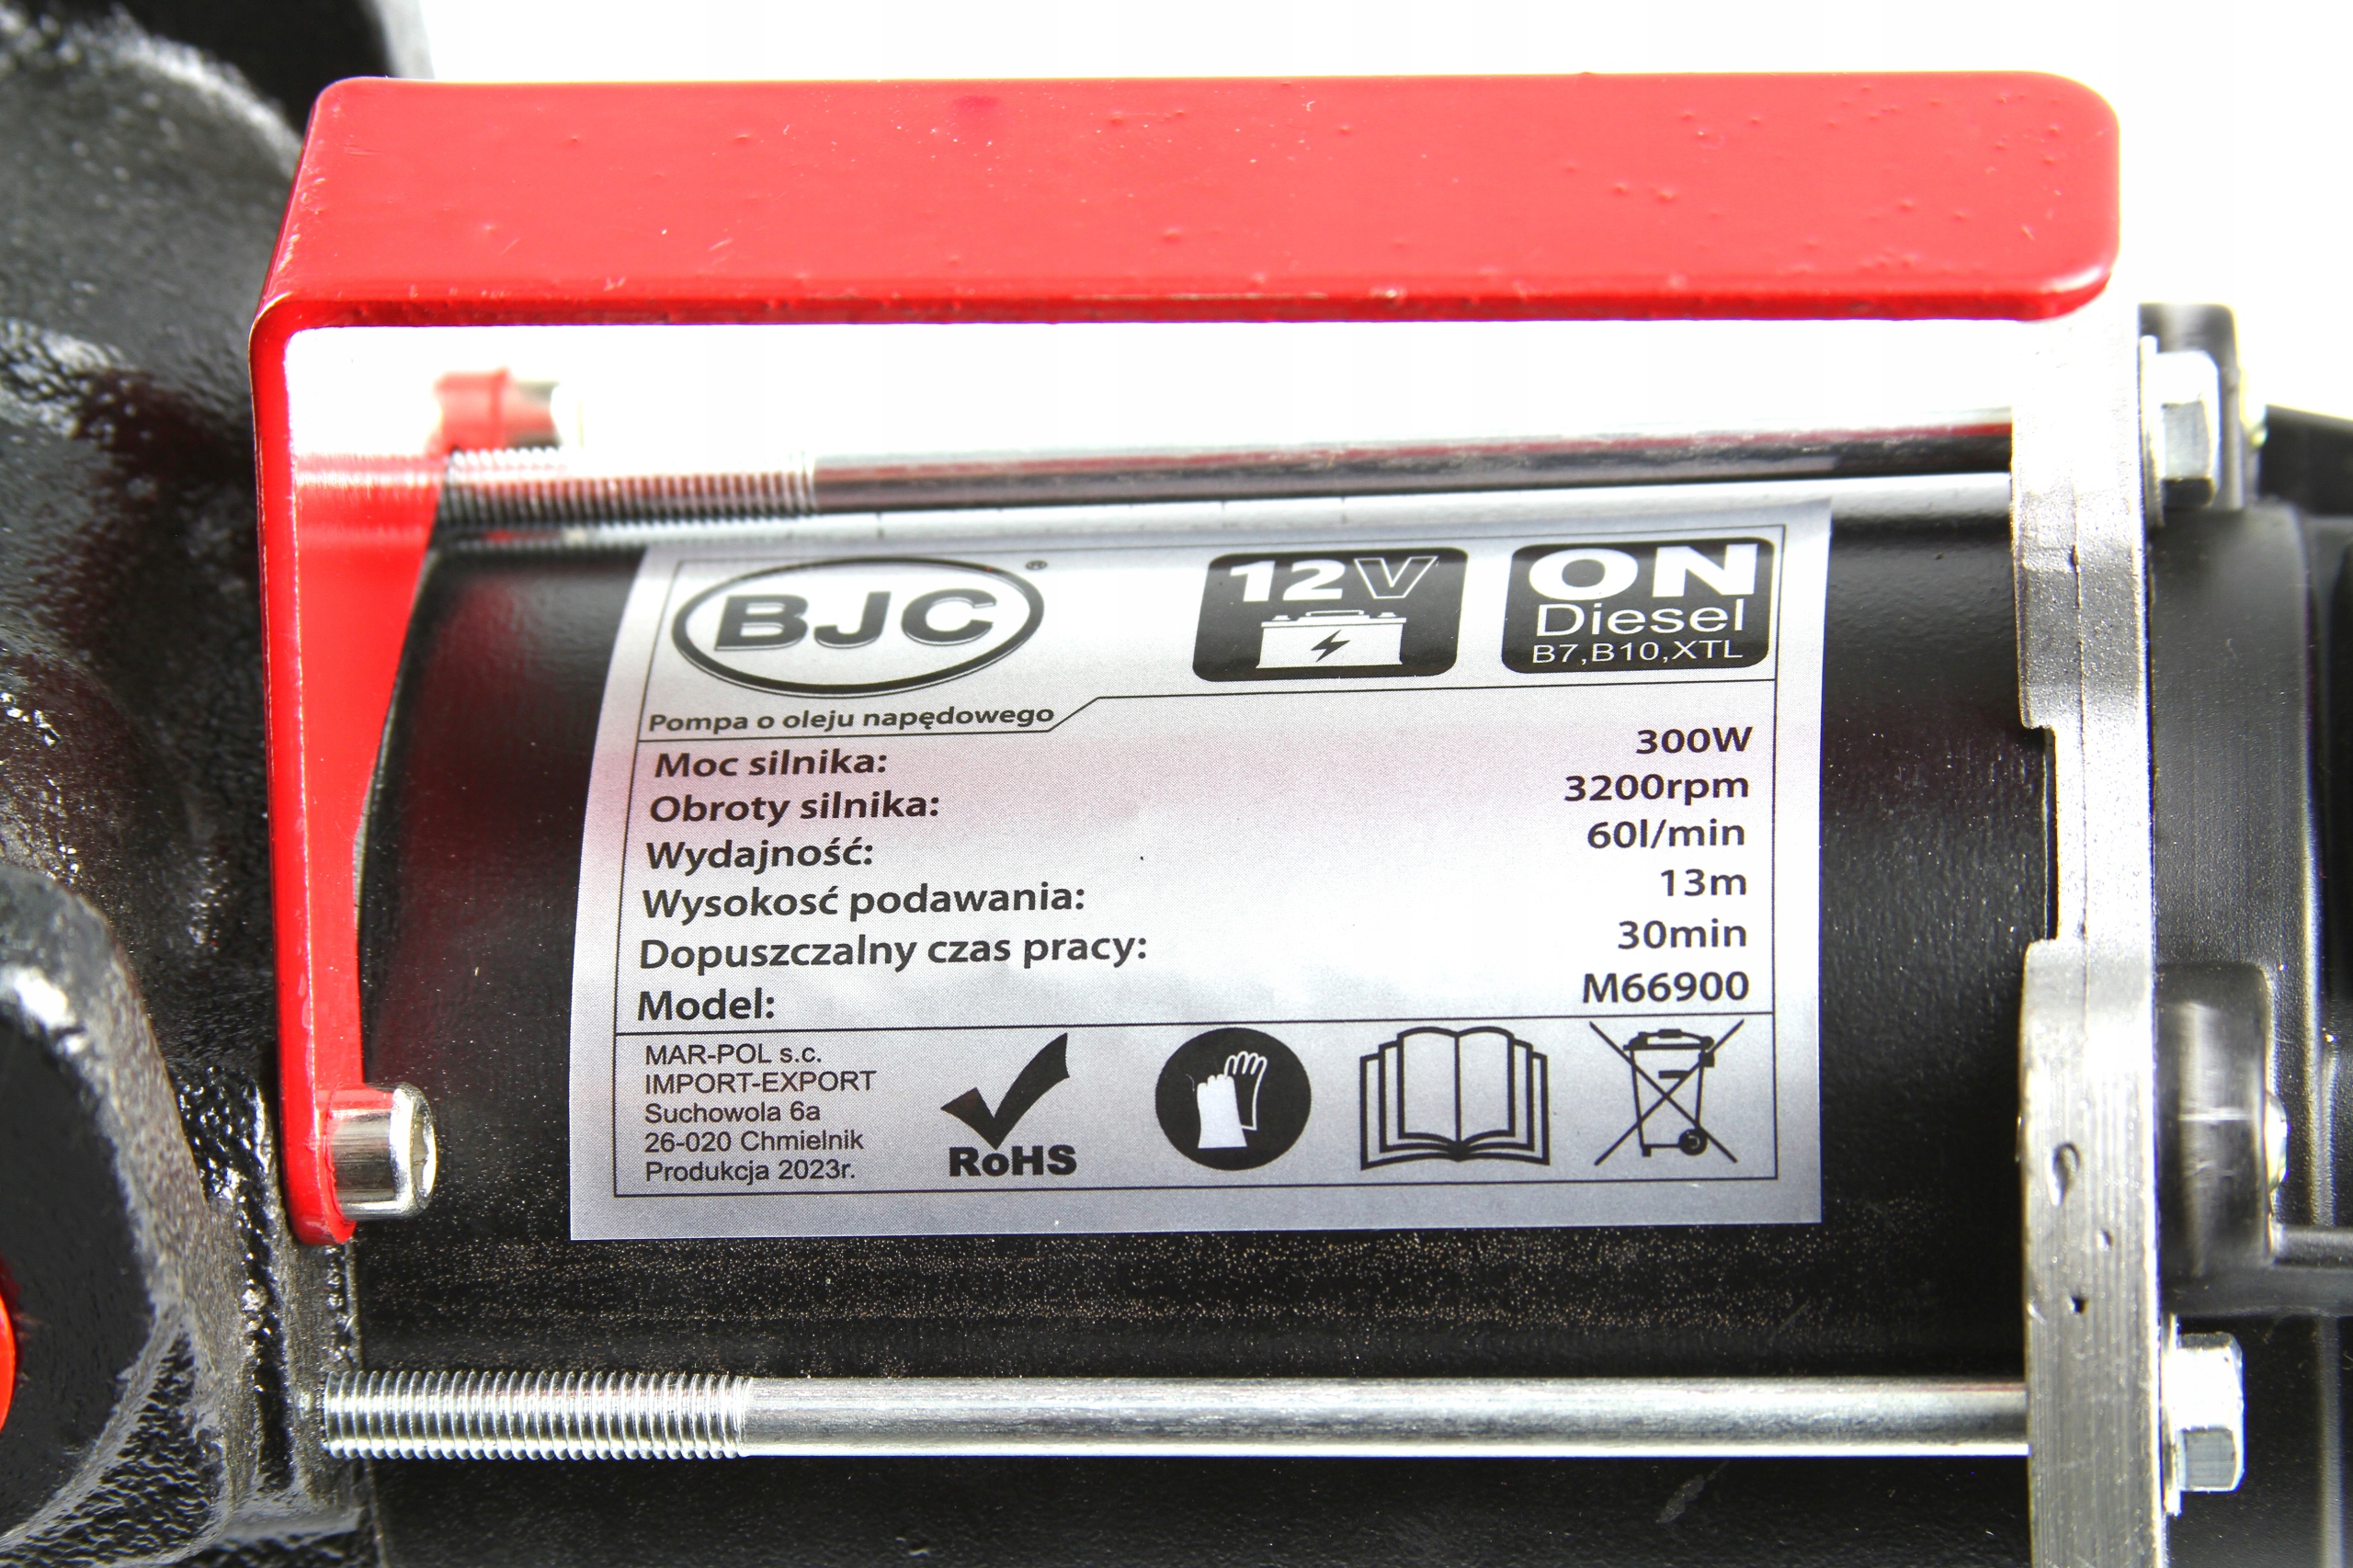 BJC®
12V
ON
Diesel
B7,B10,XTL
Pompa o oleju napędowego
Moc silnika: 300W
Obroty silnika: 3200rpm
Wydajność: 60l/min
Wysokosć podawania: 13m
Dopuszczalny czas pracy: 30min
Model: M66900
MAR-POL s.c.
IMPORT-EXPORT
Suchowola 6a
26-020 Chmielnik
Produkcja 2023r.
RoHS